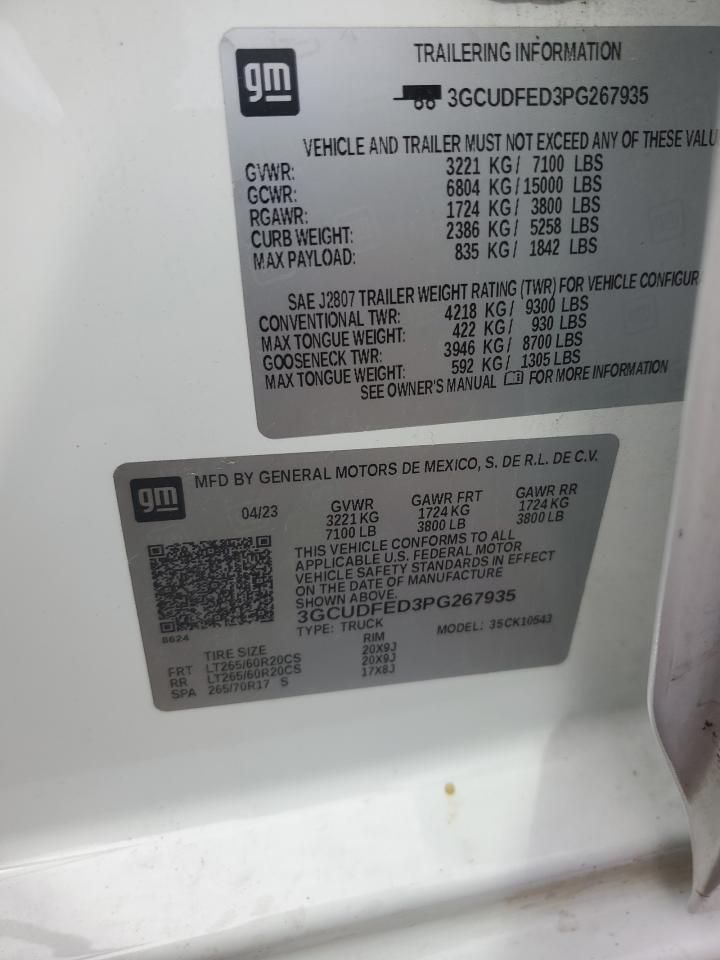 gm
TRAILERING INFORMATION
3GCUDFED3PG267935
VEHICLE AND TRAILER MUST NOT EXCEED ANY OF THESE VALU
GVWR: 3221 KG/ 7100 LBS
GCWR: 6804 KG/15000 LBS
RGAWR: 1724 KG/ 3800 LBS
CURB WEIGHT: 2386 KG/ 5258 LBS
MAX PAYLOAD: 835 KG/ 1842 LBS
SAE J2807 TRAILER WEIGHT RATING (TWR) FOR VEHICLE CONFIGUR
CONVENTIONAL TWR: 4218 KG/ 9300 LBS
MAX TONGUE WEIGHT: 422 KG/ 930 LBS
GOOSENECK TWR: 3946 KG/ 8700 LBS
MAX TONGUE WEIGHT: 592 KG/ 1305 LBS
SEE OWNER'S MANUAL FOR MORE INFORMATION
gm
MFD BY GENERAL MOTORS DE MEXICO, S. DE R.L. DE C.V.
04/23 GVWR GAWR FRT GAWR RR
3221 KG 1724 KG 1724 KG
7100 LB 3800 LB 3800 LB
THIS VEHICLE CONFORMS TO ALL
APPLICABLE U.S. FEDERAL MOTOR
VEHICLE SAFETY STANDARDS IN EFFECT
ON THE DATE OF MANUFACTURE
SHOWN ABOVE.
3GCUDFED3PG267935
TYPE: TRUCK MODEL: 35CK10543
8624
TIRE SIZE RIM
FRT LT265/60R20CS 20X9J
RR LT265/60R20CS 20X9J
SPA 265/70R17 S 17X8J